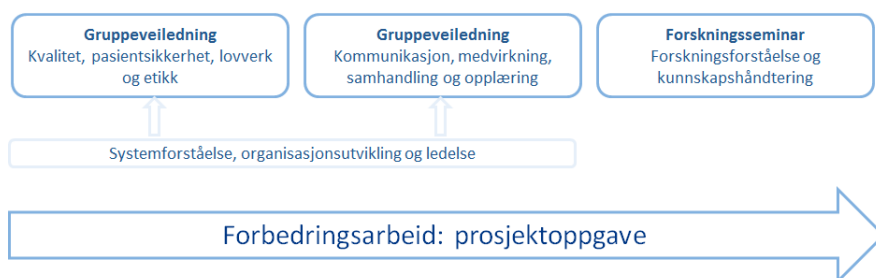 Gruppeveiledning
Kvalitet, pasientsikkerhet, lovverk
og etikk
Gruppeveiledning
Kommunikasjon, medvirkning,
samhandling og opplæring
Forskningsseminar
Forskningsforståelse og
kunnskapshåndtering
Systemforståelse, organisasjonsutvikling og ledelse
Forbedringsarbeid: prosjektoppgave